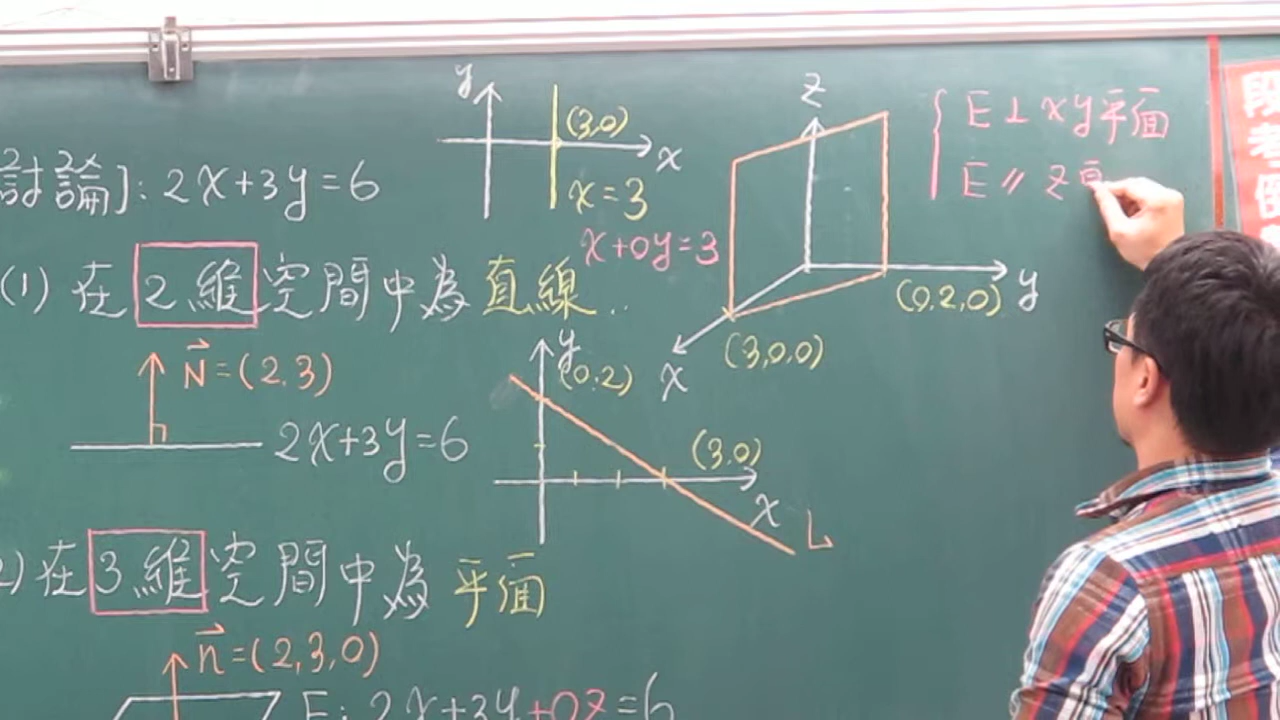 討論]: 2x+3y=6
(1) 在2維空間中為直線..
N=(2,3)
2x+3y=6
2) 在3維空間中為平面
n=(2,3,0)
E: 2x+3y+0z=6
y
(3,0)
x
x=3
x+0y=3
y
(0,2)
(3,0)
x
L
z
y
(0,2,0)
(3,0,0)
x
E⊥xy平面
E∥z
段
考